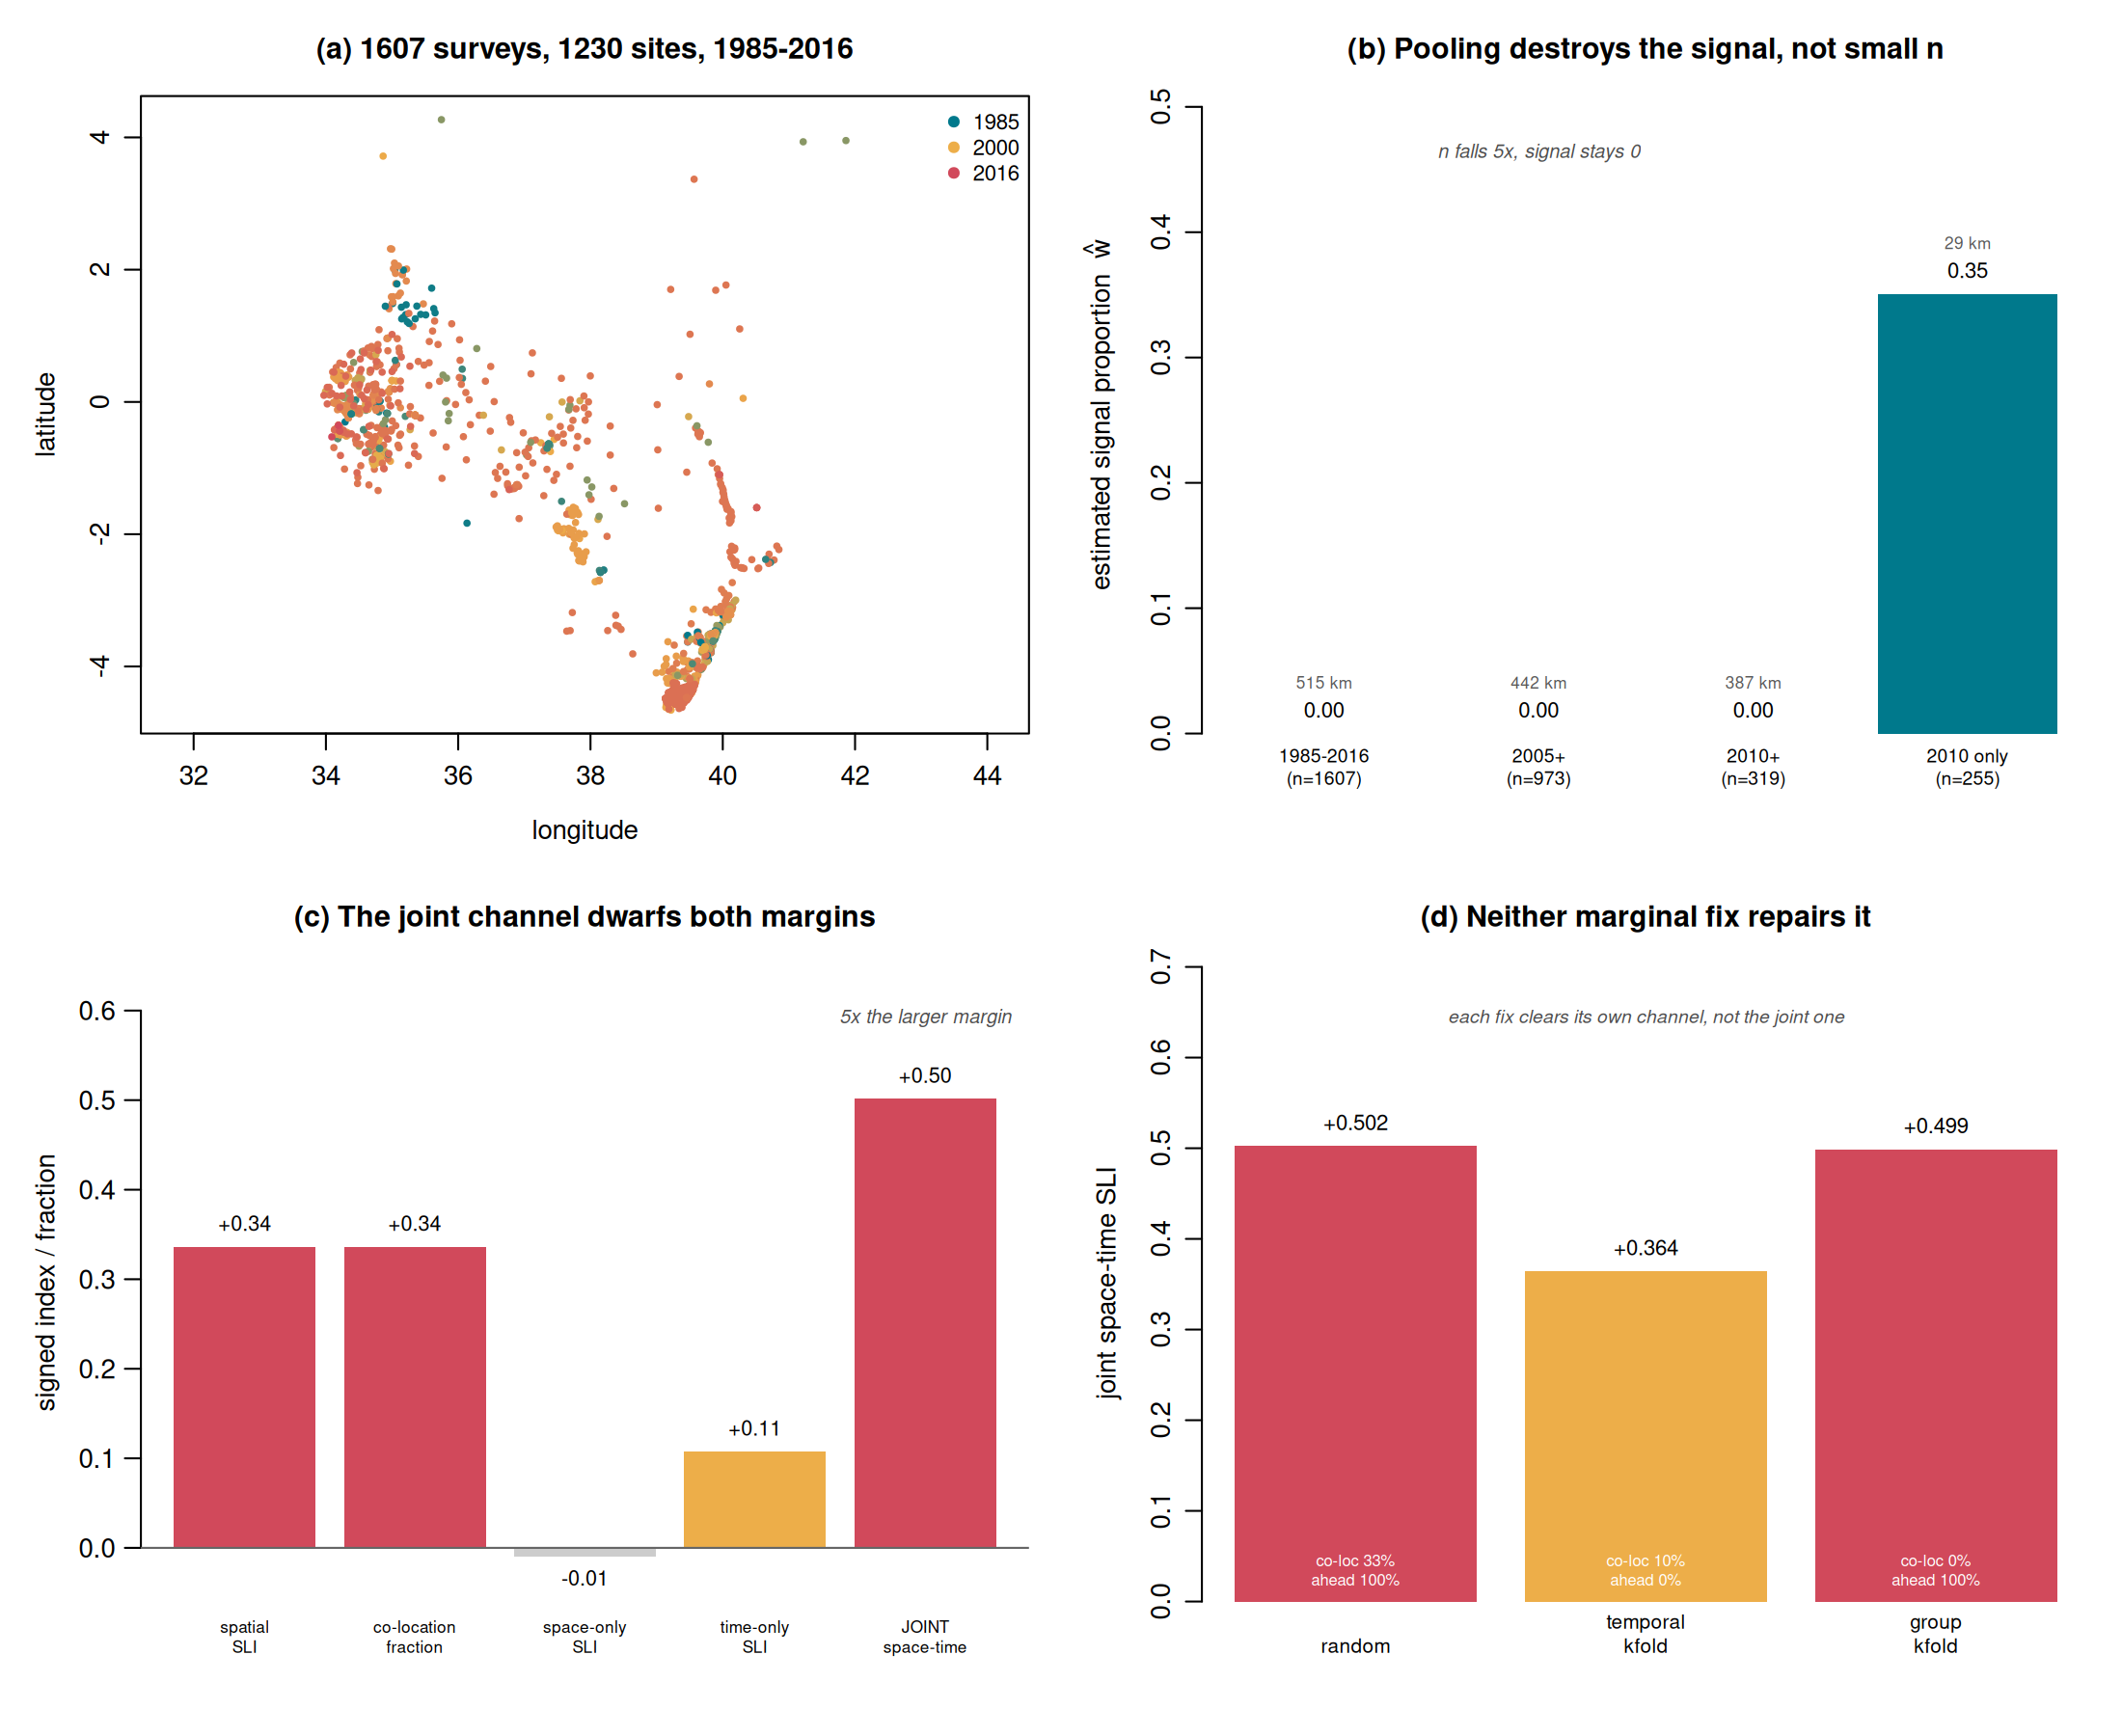 (a) 1607 surveys, 1230 sites, 1985-2016
1985
2000
2016
4
2
0
-2
-4
latitude
32 34 36 38 40 42 44
longitude
(b) Pooling destroys the signal, not small n
0.5
0.4
0.3
0.2
0.1
0.0
estimated signal proportion ŵ
n falls 5x, signal stays 0
515 km
0.00
442 km
0.00
387 km
0.00
29 km
0.35
1985-2016
(n=1607)
2005+
(n=973)
2010+
(n=319)
2010 only
(n=255)
(c) The joint channel dwarfs both margins
0.6
0.5
0.4
0.3
0.2
0.1
0.0
signed index / fraction
5x the larger margin
+0.34
+0.34
-0.01
+0.11
+0.50
spatial
SLI
co-location
fraction
space-only
SLI
time-only
SLI
JOINT
space-time
(d) Neither marginal fix repairs it
0.7
0.6
0.5
0.4
0.3
0.2
0.1
0.0
joint space-time SLI
each fix clears its own channel, not the joint one
+0.502
+0.364
+0.499
co-loc 33%
ahead 100%
co-loc 10%
ahead 0%
co-loc 0%
ahead 100%
random
temporal
kfold
group
kfold